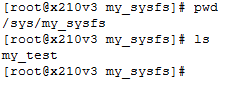 [root@x210v3 my_sysfs]# pwd
/sys/my_sysfs
[root@x210v3 my_sysfs]# ls
my_test
[root@x210v3 my_sysfs]#